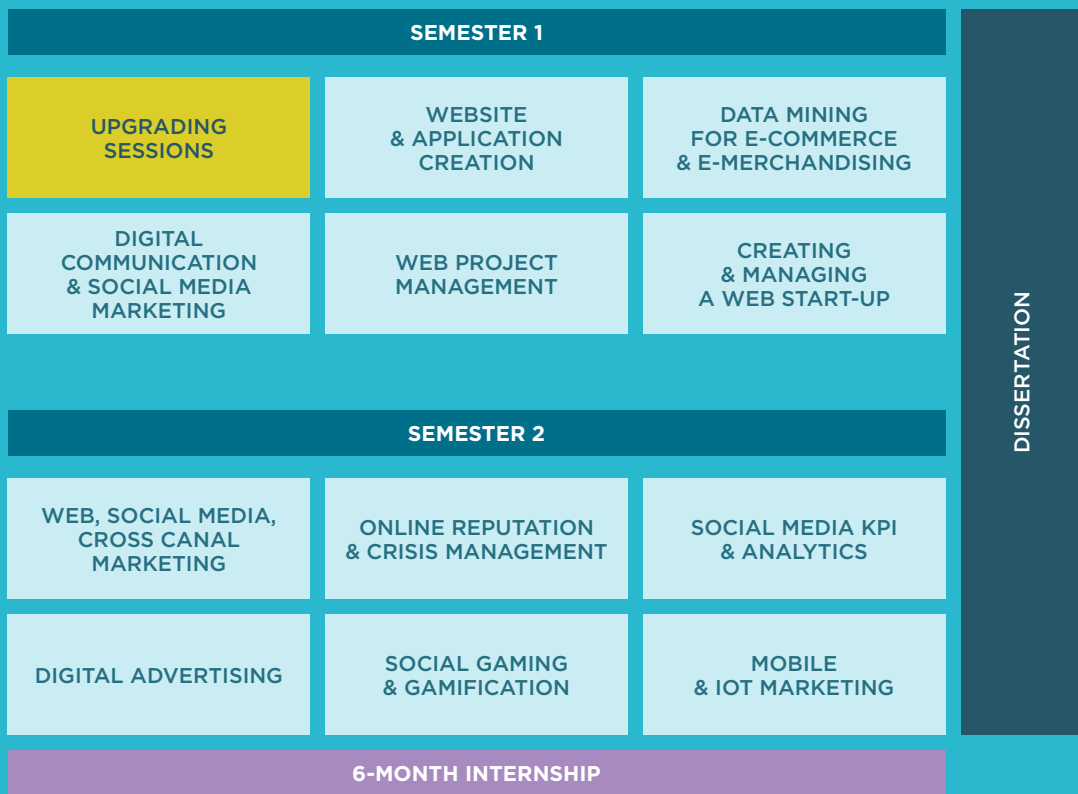 SEMESTER 1
UPGRADING
SESSIONS
WEBSITE
& APPLICATION
CREATION
DATA MINING
FOR E-COMMERCE
& E-MERCHANDISING
DIGITAL
COMMUNICATION
& SOCIAL MEDIA
MARKETING
WEB PROJECT
MANAGEMENT
CREATING
& MANAGING
A WEB START-UP
SEMESTER 2
WEB, SOCIAL MEDIA,
CROSS CANAL
MARKETING
ONLINE REPUTATION
& CRISIS MANAGEMENT
SOCIAL MEDIA KPI
& ANALYTICS
DIGITAL ADVERTISING
SOCIAL GAMING
& GAMIFICATION
MOBILE
& IOT MARKETING
6-MONTH INTERNSHIP
DISSERTATION